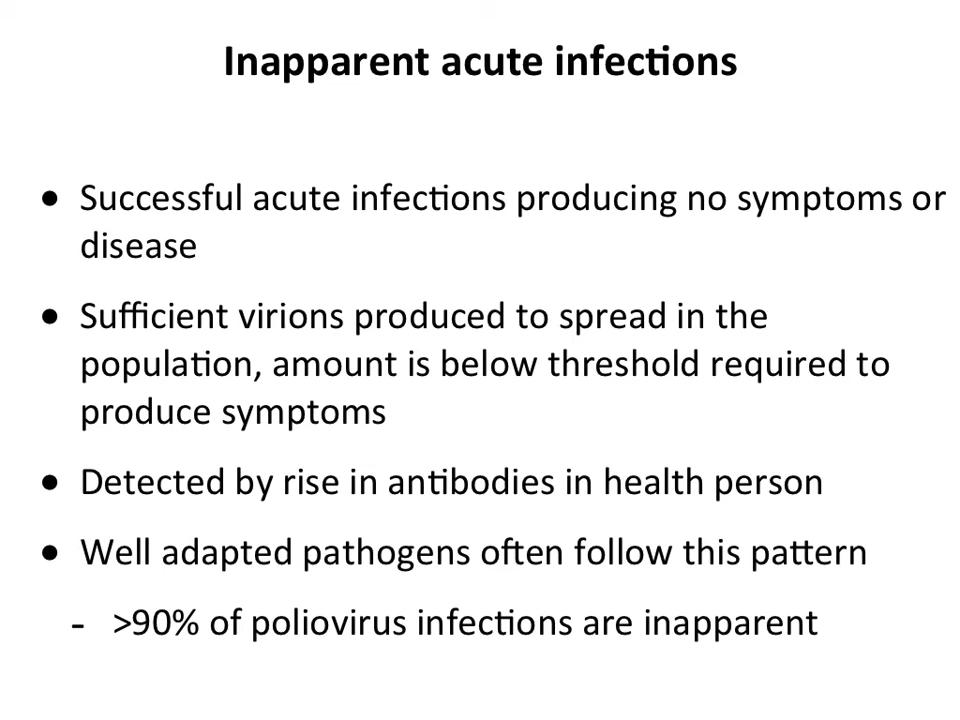 Inapparent acute infections
• Successful acute infections producing no symptoms or
disease
• Sufficient virions produced to spread in the
population, amount is below threshold required to
produce symptoms
• Detected by rise in antibodies in health person
• Well adapted pathogens often follow this pattern
- >90% of poliovirus infections are inapparent